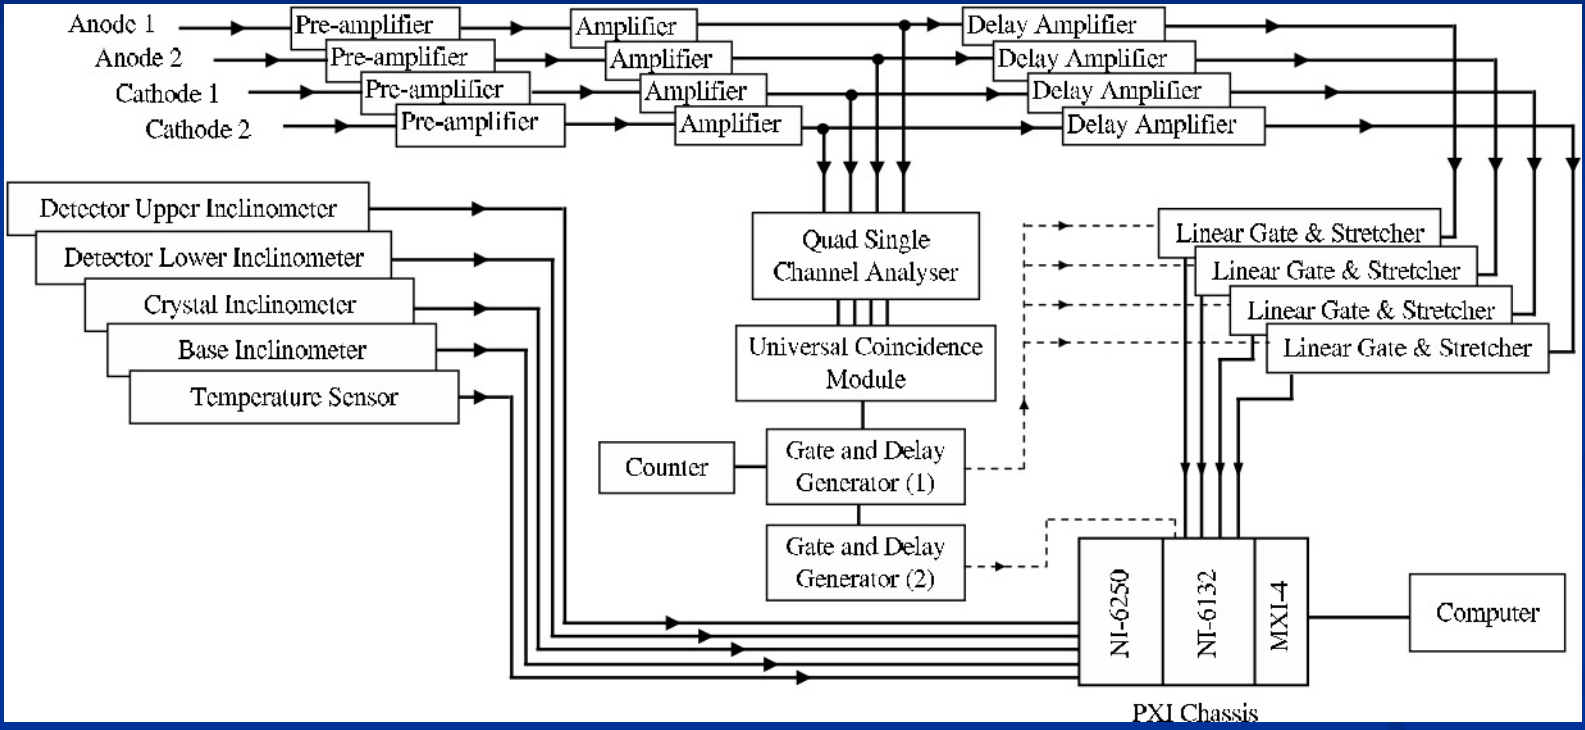 Anode 1
Pre-amplifier
Amplifier
Delay Amplifier
Anode 2
Pre-amplifier
Amplifier
Delay Amplifier
Cathode 1
Pre-amplifier
Amplifier
Delay Amplifier
Cathode 2
Pre-amplifier
Amplifier
Delay Amplifier
Detector Upper Inclinometer
Detector Lower Inclinometer
Crystal Inclinometer
Base Inclinometer
Temperature Sensor
Quad Single
Channel Analyser
Universal Coincidence
Module
Linear Gate & Stretcher
Linear Gate & Stretcher
Linear Gate & Stretcher
Linear Gate & Stretcher
Counter
Gate and Delay
Generator (1)
Gate and Delay
Generator (2)
NI-6250
NI-6132
MXI-4
Computer
PXI Chassis